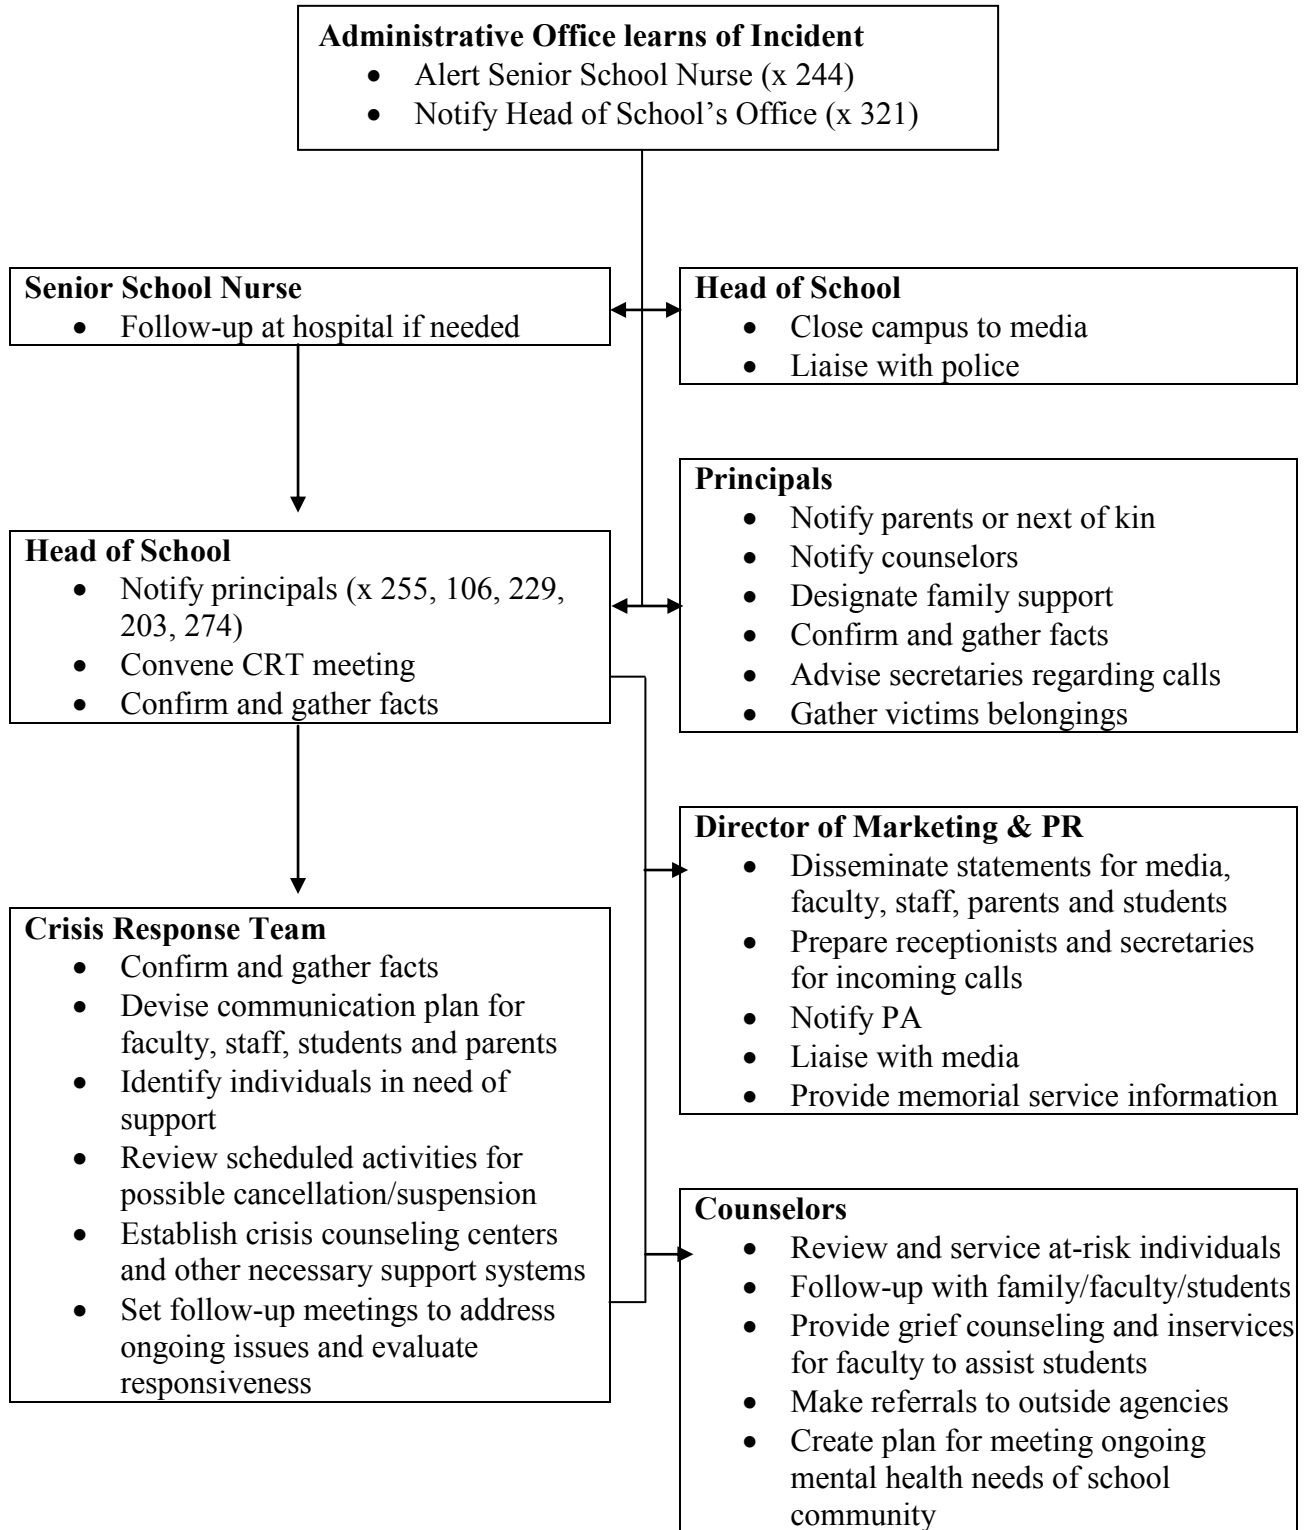 Administrative Office learns of Incident
• Alert Senior School Nurse (x 244)
• Notify Head of School’s Office (x 321)
Senior School Nurse
• Follow-up at hospital if needed
Head of School
• Close campus to media
• Liaise with police
Principals
• Notify parents or next of kin
• Notify counselors
• Designate family support
• Confirm and gather facts
• Advise secretaries regarding calls
• Gather victims belongings
Head of School
• Notify principals (x 255, 106, 229,
203, 274)
• Convene CRT meeting
• Confirm and gather facts
Director of Marketing & PR
• Disseminate statements for media,
faculty, staff, parents and students
• Prepare receptionists and secretaries
for incoming calls
• Notify PA
• Liaise with media
• Provide memorial service information
Crisis Response Team
• Confirm and gather facts
• Devise communication plan for
faculty, staff, students and parents
• Identify individuals in need of
support
• Review scheduled activities for
possible cancellation/suspension
• Establish crisis counseling centers
and other necessary support systems
• Set follow-up meetings to address
ongoing issues and evaluate
responsiveness
Counselors
• Review and service at-risk individuals
• Follow-up with family/faculty/students
• Provide grief counseling and inservices
for faculty to assist students
• Make referrals to outside agencies
• Create plan for meeting ongoing
mental health needs of school
community